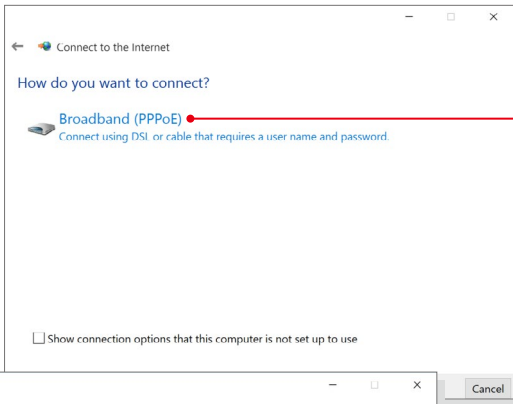 Connect to the Internet
How do you want to connect?
Broadband (PPPoE)
Connect using DSL or cable that requires a user name and password.
Show connection options that this computer is not set up to use
Cancel